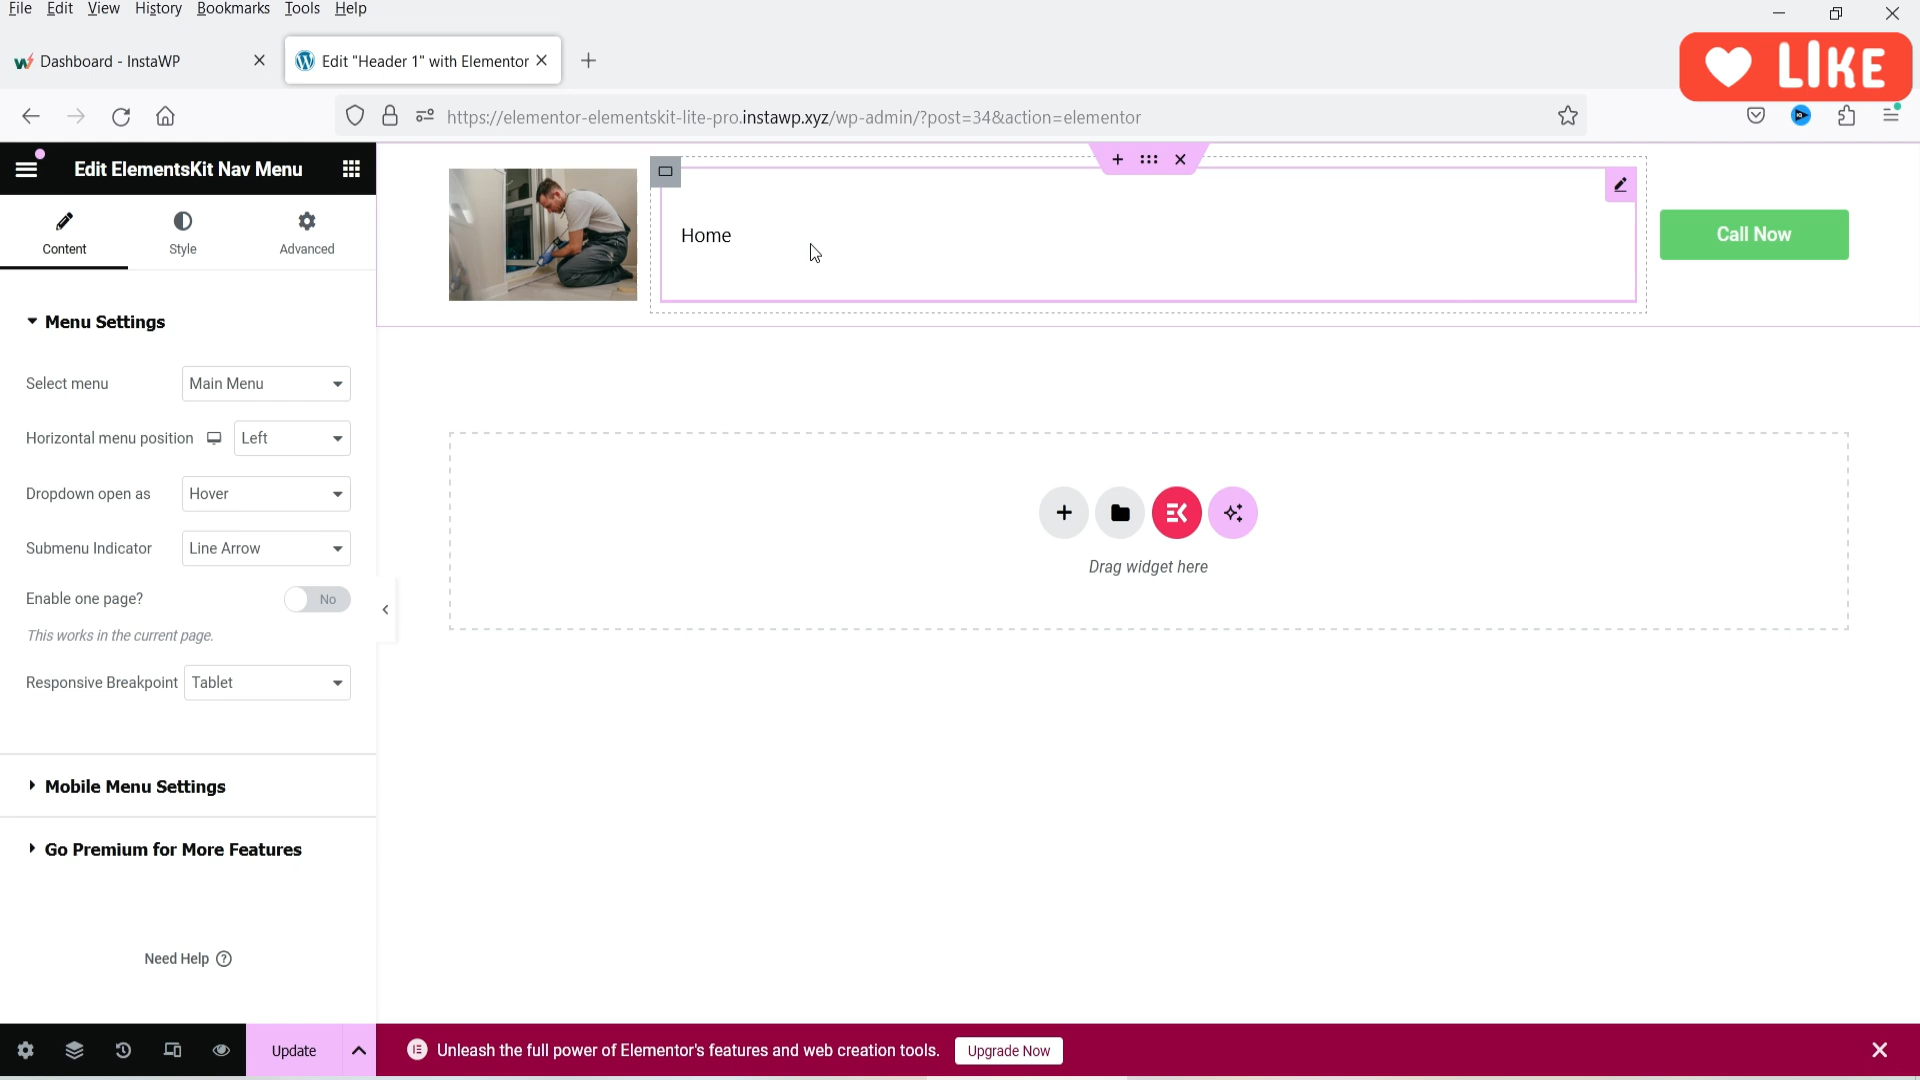 File Edit View History Bookmarks Tools Help
Dashboard - InstaWP
Edit "Header 1" with Elementor
LIKE
https://elementor-elementskit-lite-pro.instawp.xyz/wp-admin/?post=34&action=elementor
Edit ElementsKit Nav Menu
Content
Style
Advanced
Home
Call Now
Menu Settings
Select menu
Main Menu
Horizontal menu position
Left
Dropdown open as
Hover
Submenu Indicator
Line Arrow
Enable one page?
No
This works in the current page.
Responsive Breakpoint
Tablet
Drag widget here
Mobile Menu Settings
Go Premium for More Features
Need Help
Update
Unleash the full power of Elementor's features and web creation tools.
Upgrade Now